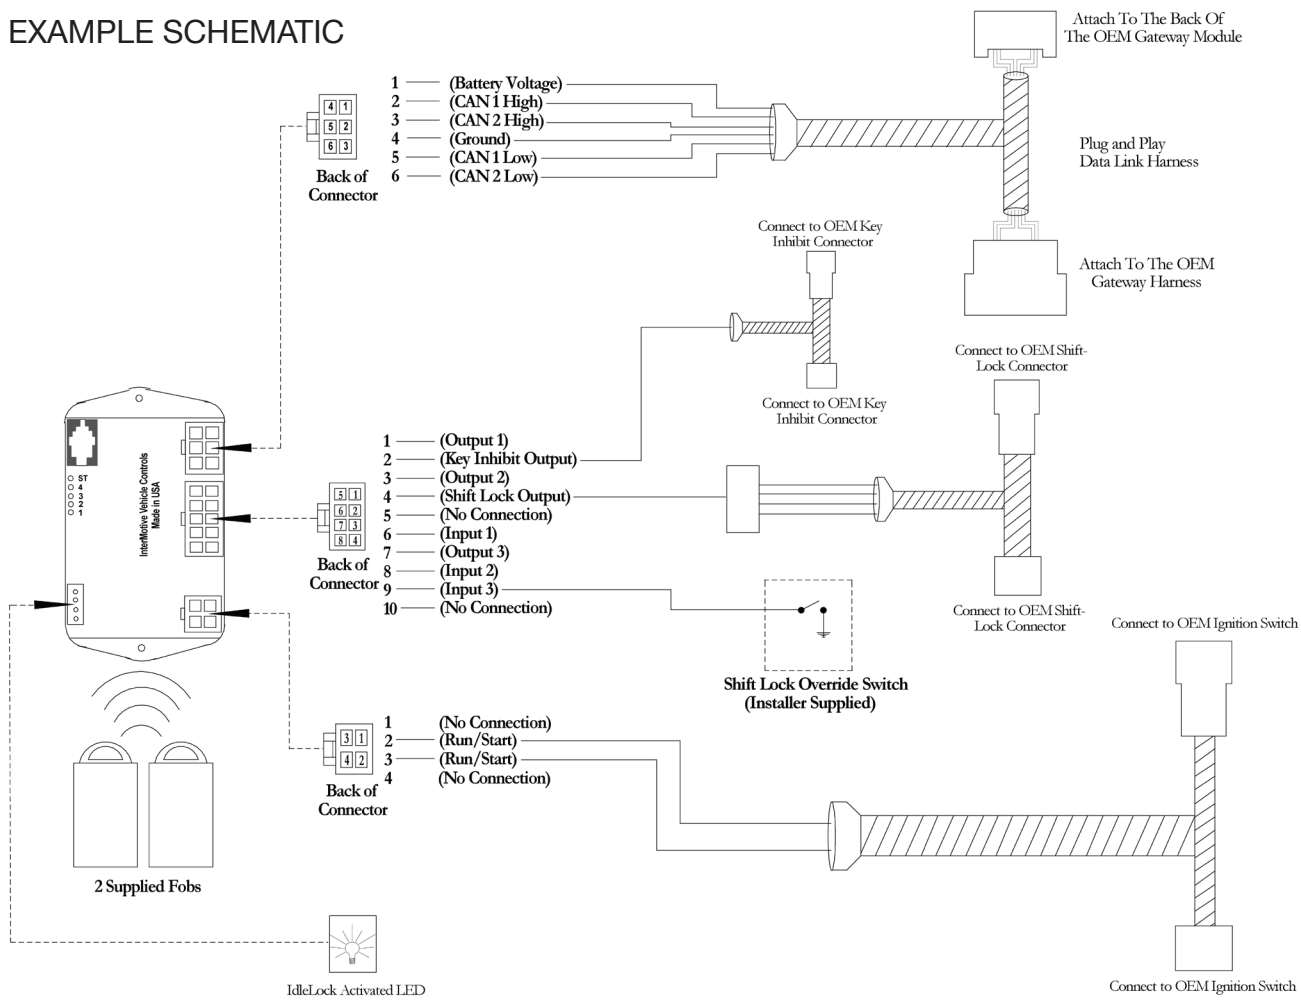 EXAMPLE SCHEMATIC
Attach To The Back Of
The OEM Gateway Module
4 1
5 2
6 3
Back of
Connector
1 (Battery Voltage)
2 (CAN 1 High)
3 (CAN 2 High)
4 (Ground)
5 (CAN 1 Low)
6 (CAN 2 Low)
Plug and Play
Data Link Harness
Connect to OEM Key
Inhibit Connector
Attach To The OEM
Gateway Harness
Connect to OEM Key
Inhibit Connector
Connect to OEM Shift-
Lock Connector
ST
4
3
2
1
InterMotive Vehicle Controls
Made in USA
5 1
6 2
7 3
8 4
Back of
Connector
1 (Output 1)
2 (Key Inhibit Output)
3 (Output 2)
4 (Shift Lock Output)
5 (No Connection)
6 (Input 1)
7 (Output 3)
8 (Input 2)
9 (Input 3)
10 (No Connection)
Connect to OEM Shift-
Lock Connector
Shift Lock Override Switch
(Installer Supplied)
Connect to OEM Ignition Switch
3 1
4 2
Back of
Connector
1 (No Connection)
2 (Run/Start)
3 (Run/Start)
4 (No Connection)
2 Supplied Fobs
IdleLock Activated LED
Connect to OEM Ignition Switch